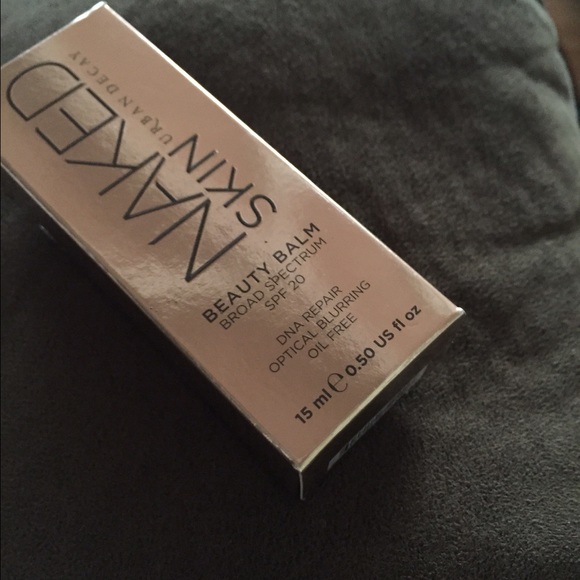 NAKED
SKIN URBAN DECAY
BEAUTY BALM
BROAD SPECTRUM
SPF 20
DNA REPAIR
OPTICAL BLURRING
OIL FREE
15 ml ℮ 0.50 US fl oz